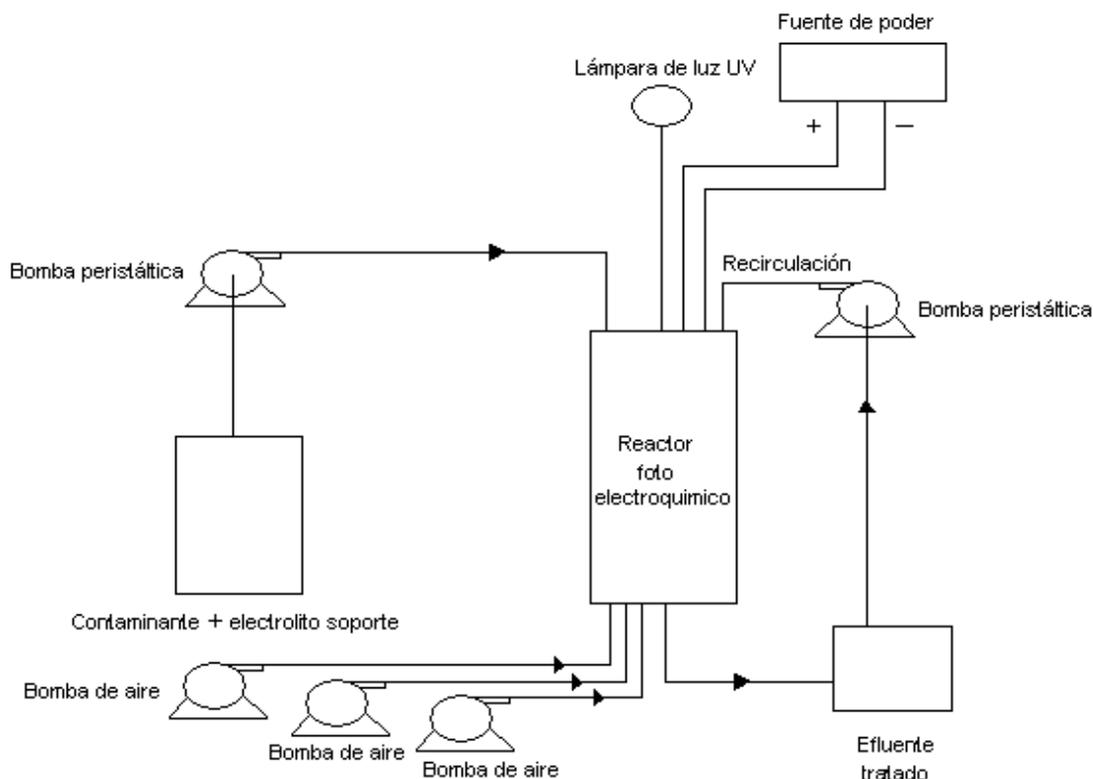 Fuente de poder
Lámpara de luz UV
+ −
Bomba peristáltica
Recirculación
Bomba peristáltica
Reactor
foto
electroquimico
Contaminante + electrolito soporte
Bomba de aire
Bomba de aire
Bomba de aire
Efluente
tratado